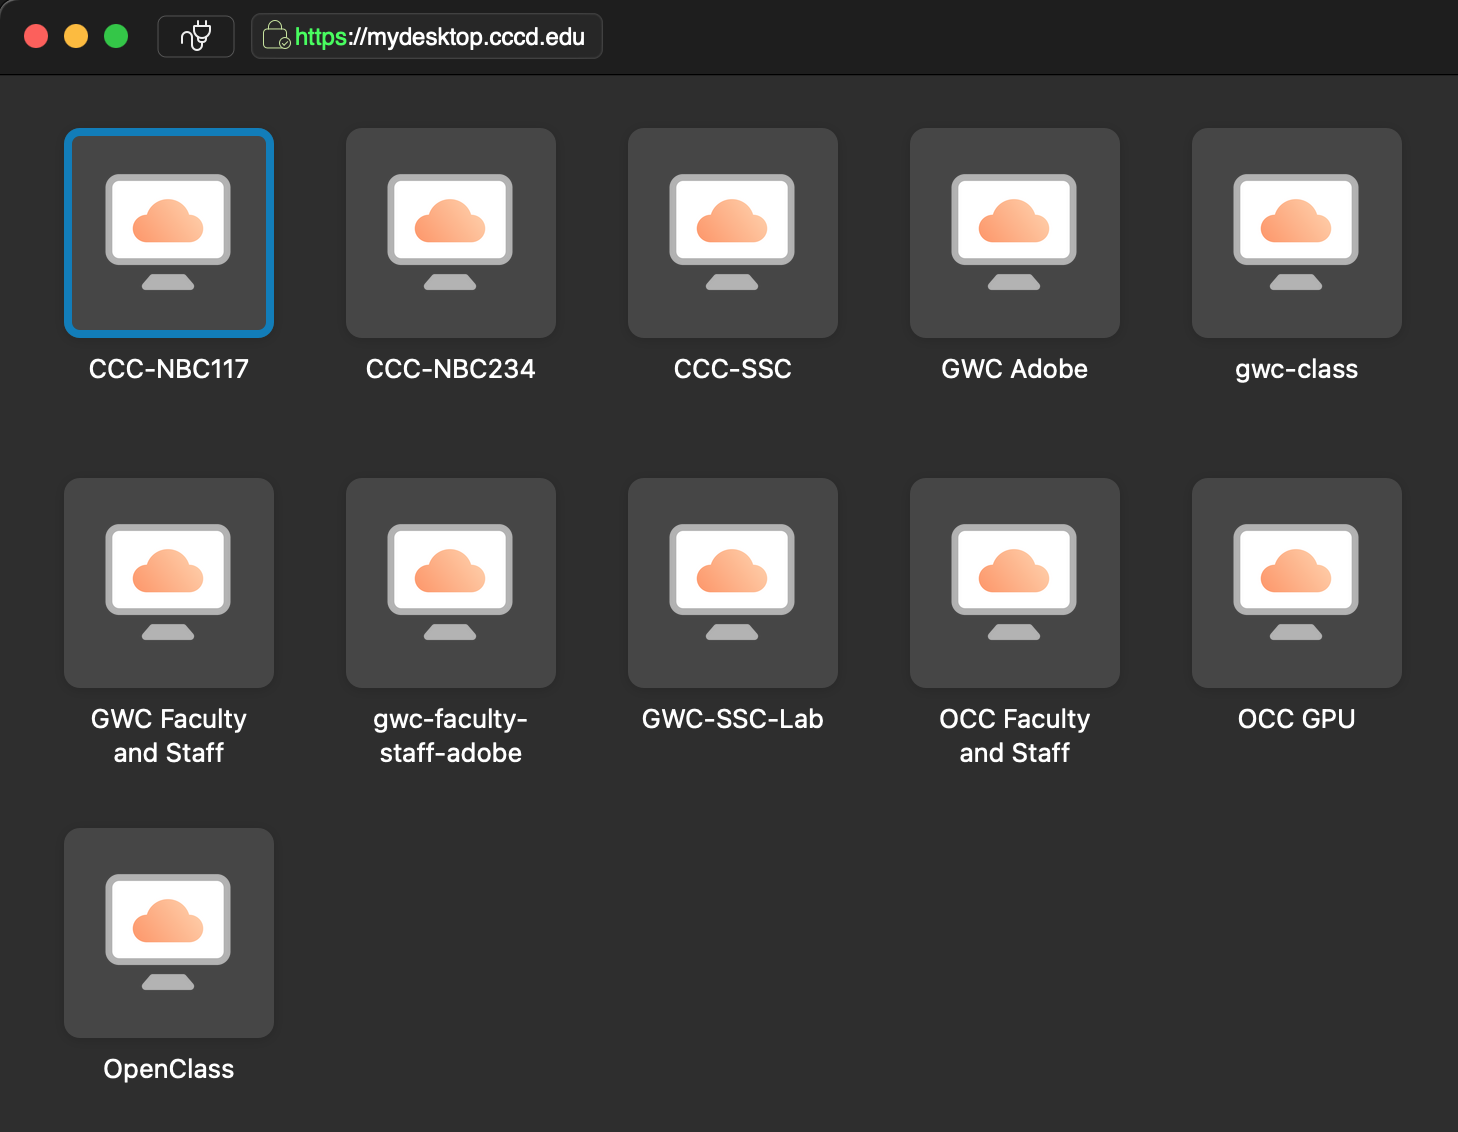 https://mydesktop.cccd.edu
CCC-NBC117
CCC-NBC234
CCC-SSC
GWC Adobe
gwc-class
GWC Faculty
and Staff
gwc-faculty-
staff-adobe
GWC-SSC-Lab
OCC Faculty
and Staff
OCC GPU
OpenClass